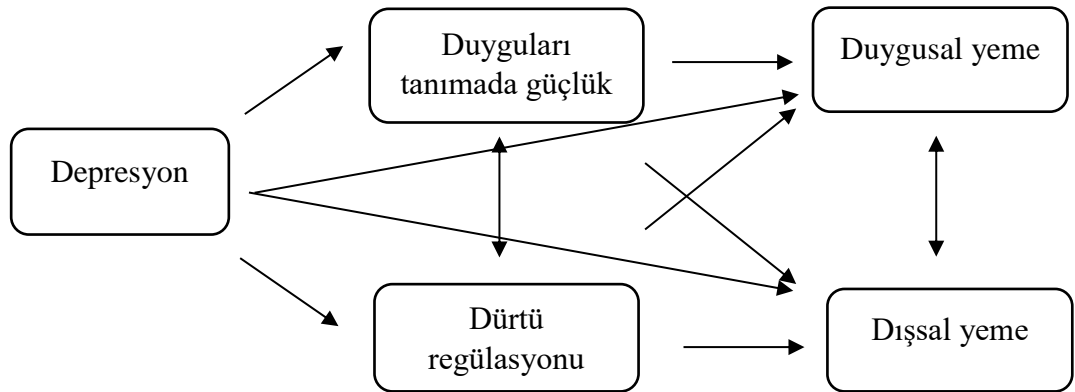 Duyguları
tanımada güçlük
Duygusal yeme
Depresyon
Dürtü
regülasyonu
Dışsal yeme